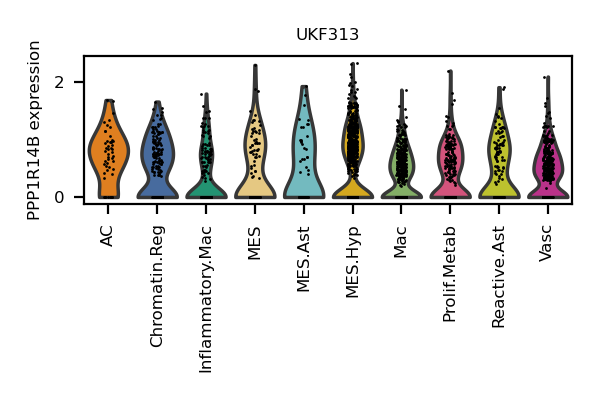 UKF313
PPP1R14B expression
2
0
AC
Chromatin.Reg
Inflammatory.Mac
MES
MES.Ast
MES.Hyp
Mac
Prolif.Metab
Reactive.Ast
Vasc